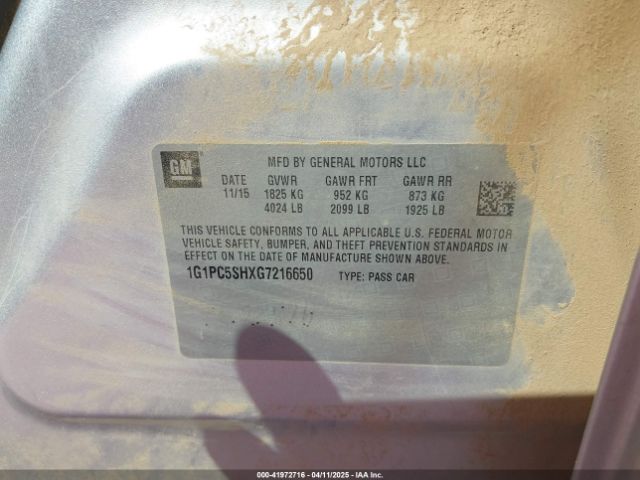 GM
MFD BY GENERAL MOTORS LLC
DATE GVWR GAWR FRT GAWR RR
11/15 1825 KG 952 KG 873 KG
4024 LB 2099 LB 1925 LB
THIS VEHICLE CONFORMS TO ALL APPLICABLE U.S. FEDERAL MOTOR
VEHICLE SAFETY, BUMPER, AND THEFT PREVENTION STANDARDS IN
EFFECT ON THE DATE OF MANUFACTURE SHOWN ABOVE.
1G1PC5SHXG7216650 TYPE: PASS CAR
000-41972716 - 04/11/2025 - IAA Inc.